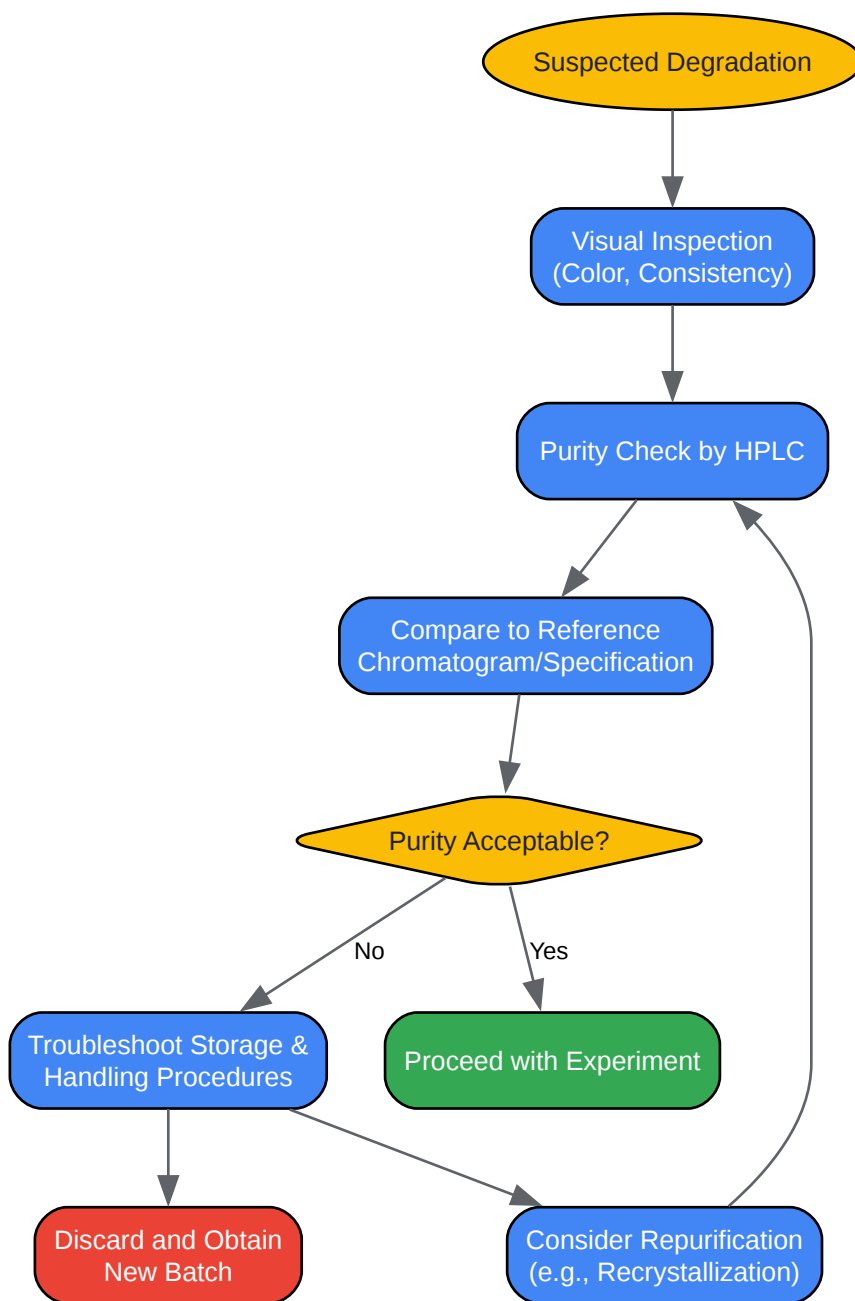 Suspected Degradation
Visual Inspection
(Color, Consistency)
Purity Check by HPLC
Compare to Reference
Chromatogram/Specification
Purity Acceptable?
No
Yes
Troubleshoot Storage &
Handling Procedures
Proceed with Experiment
Discard and Obtain
New Batch
Consider Repurification
(e.g., Recrystallization)